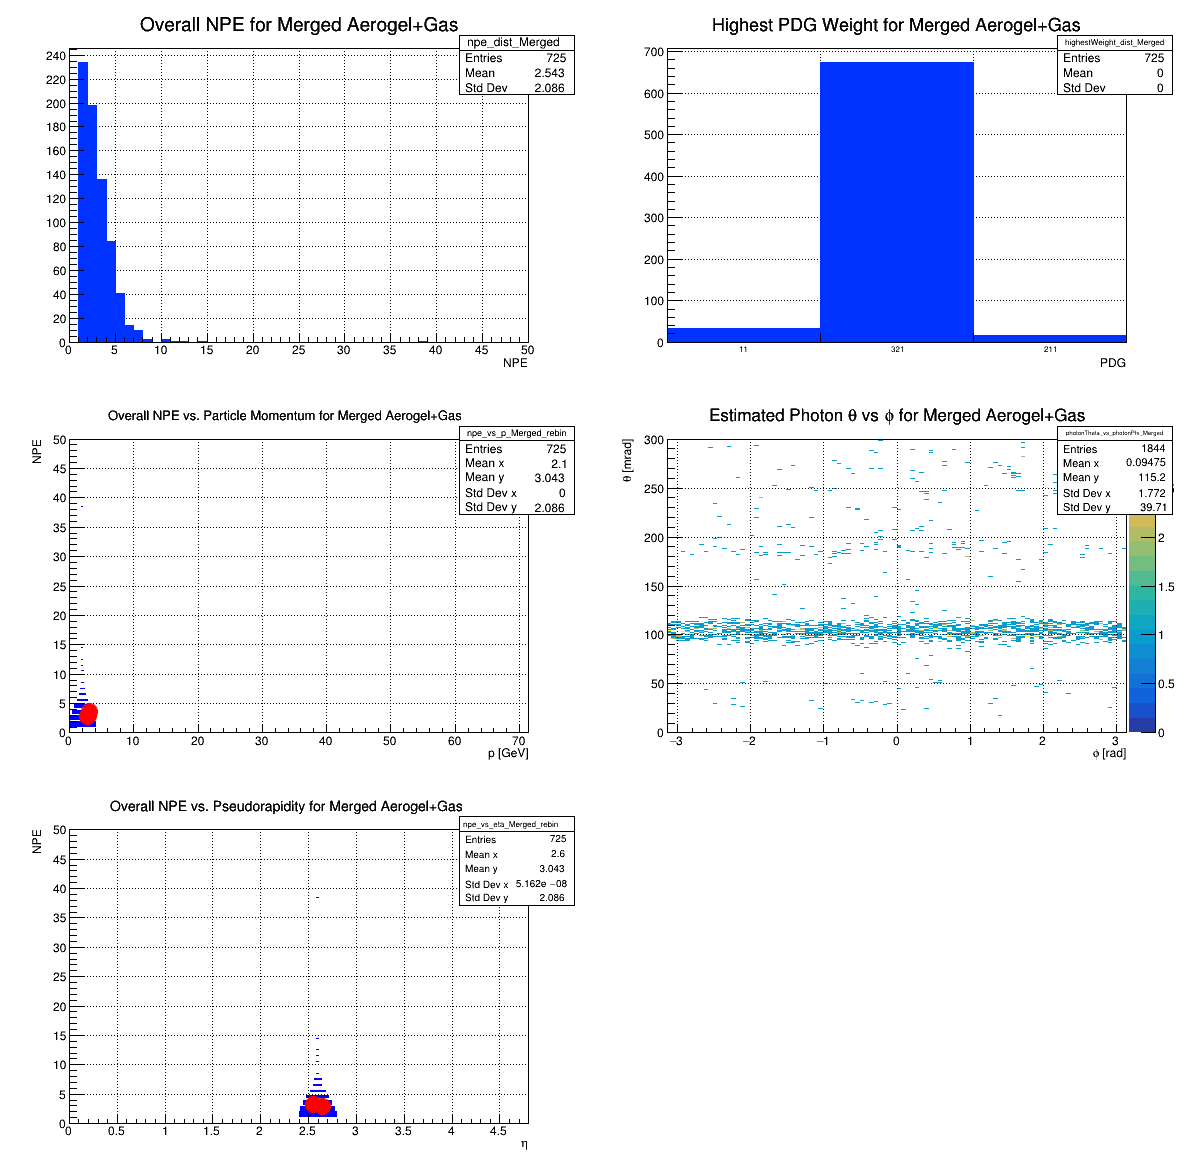 Overall NPE for Merged Aerogel+Gas
npe_dist_Merged
Entries 725
Mean 2.543
Std Dev 2.086
240
220
200
180
160
140
120
100
80
60
40
20
0
0 5 10 15 20 25 30 35 40 45 50
NPE
Highest PDG Weight for Merged Aerogel+Gas
highestWeight_dist_Merged
Entries 725
Mean 0
Std Dev 0
700
600
500
400
300
200
100
0
11 321 211
PDG
Overall NPE vs. Particle Momentum for Merged Aerogel+Gas
npe_vs_p_Merged_rebin
Entries 725
Mean x 2.1
Mean y 3.043
Std Dev x 0
Std Dev y 2.086
NPE
50
45
40
35
30
25
20
15
10
5
0
0 10 20 30 40 50 60 70
p [GeV]
Estimated Photon θ vs ϕ for Merged Aerogel+Gas
photonTheta_vs_photonPhi_Merged
Entries 1844
Mean x 0.09475
Mean y 115.2
Std Dev x 1.772
Std Dev y 39.71
θ [mrad]
300
250
200
150
100
50
0
−3 −2 −1 0 1 2 3
ϕ [rad]
2
1.5
1
0.5
0
Overall NPE vs. Pseudorapidity for Merged Aerogel+Gas
npe_vs_eta_Merged_rebin
Entries 725
Mean x 2.6
Mean y 3.043
Std Dev x 5.162e −08
Std Dev y 2.086
NPE
50
45
40
35
30
25
20
15
10
5
0
0 0.5 1 1.5 2 2.5 3 3.5 4 4.5
η